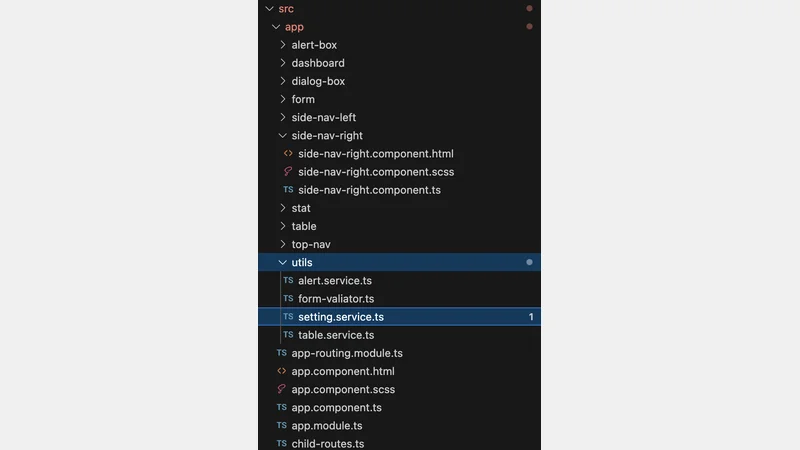 src
app
alert-box
dashboard
dialog-box
form
side-nav-left
side-nav-right
side-nav-right.component.html
side-nav-right.component.scss
TS side-nav-right.component.ts
stat
table
top-nav
utils
TS alert.service.ts
TS form-valiator.ts
TS setting.service.ts 1
TS table.service.ts
TS app-routing.module.ts
app.component.html
app.component.scss
TS app.component.ts
TS app.module.ts
TS child-routes.ts